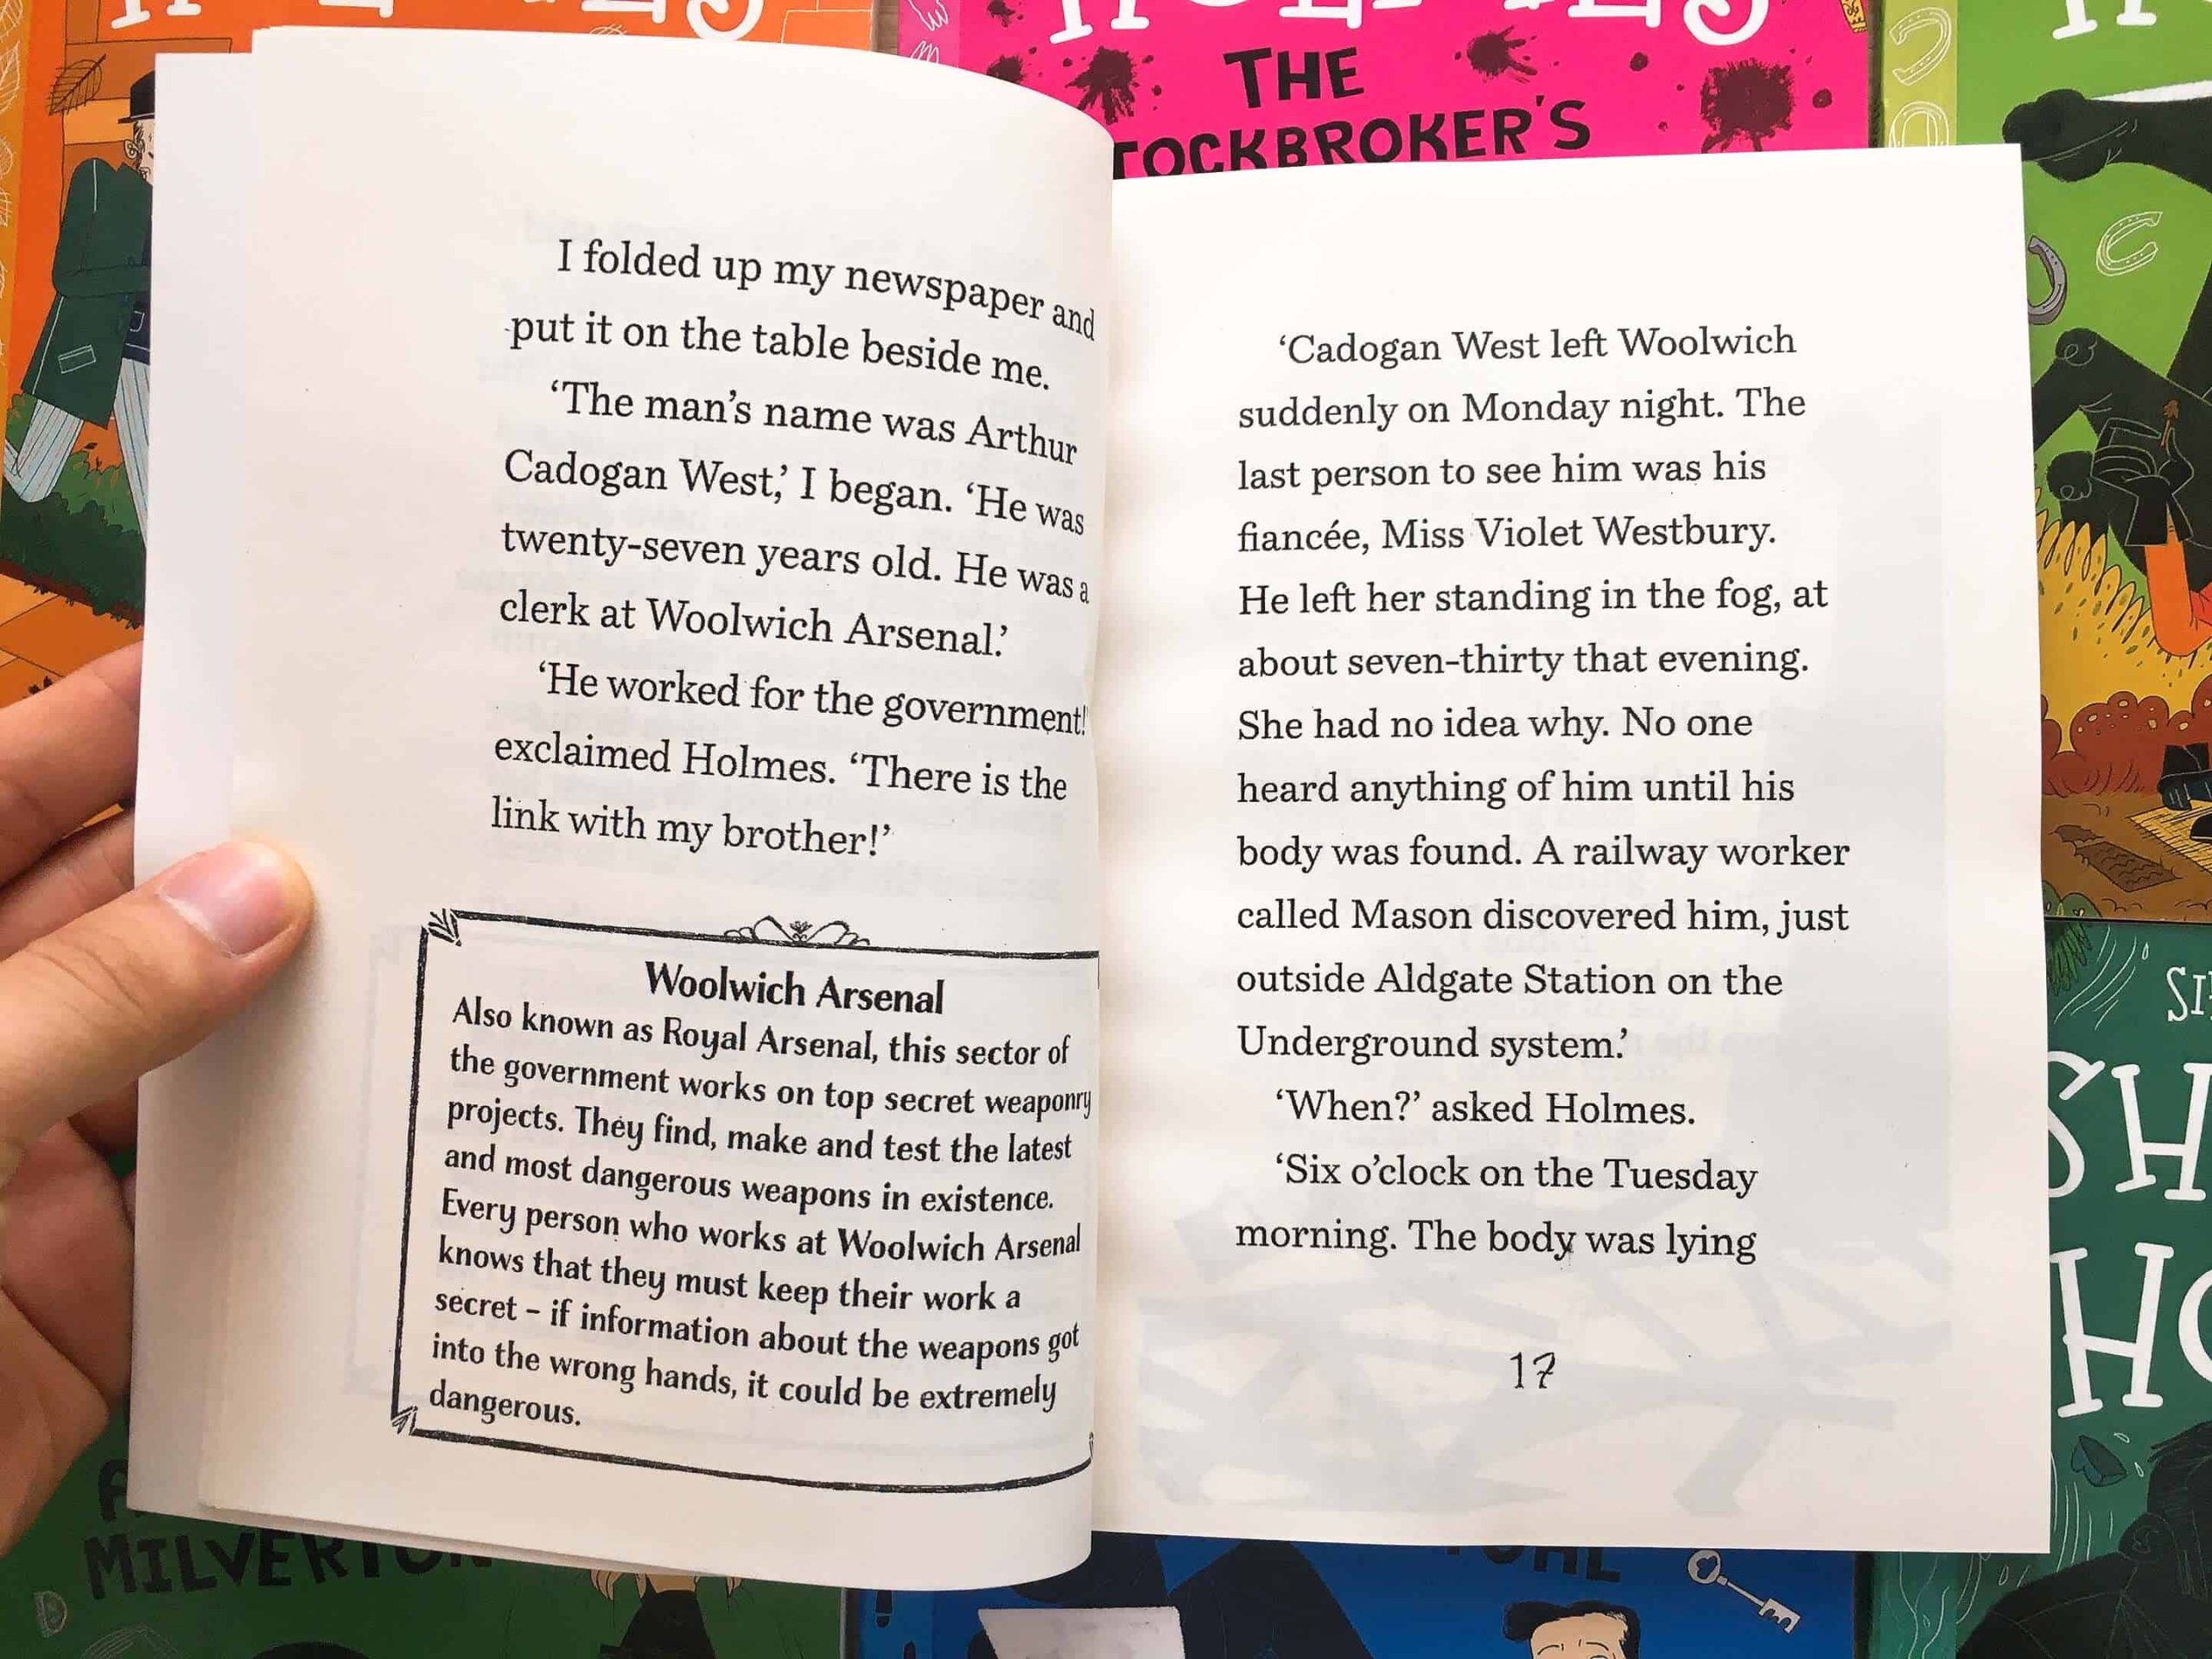 THE
TOCKBROKER'S
I folded up my newspaper and
put it on the table beside me.
‘The man’s name was Arthur
Cadogan West,’ I began. ‘He was
twenty-seven years old. He was a
clerk at Woolwich Arsenal.’
‘He worked for the government!’
exclaimed Holmes. ‘There is the
link with my brother!’
Woolwich Arsenal
Also known as Royal Arsenal, this sector of
the government works on top secret weaponry
projects. They find, make and test the latest
and most dangerous weapons in existence.
Every person who works at Woolwich Arsenal
knows that they must keep their work a
secret – if information about the weapons got
into the wrong hands, it could be extremely
dangerous.
‘Cadogan West left Woolwich
suddenly on Monday night. The
last person to see him was his
fiancée, Miss Violet Westbury.
He left her standing in the fog, at
about seven-thirty that evening.
She had no idea why. No one
heard anything of him until his
body was found. A railway worker
called Mason discovered him, just
outside Aldgate Station on the
Underground system.’
‘When?’ asked Holmes.
‘Six o’clock on the Tuesday
morning. The body was lying
17
SI
SH
HO
MILVERTON